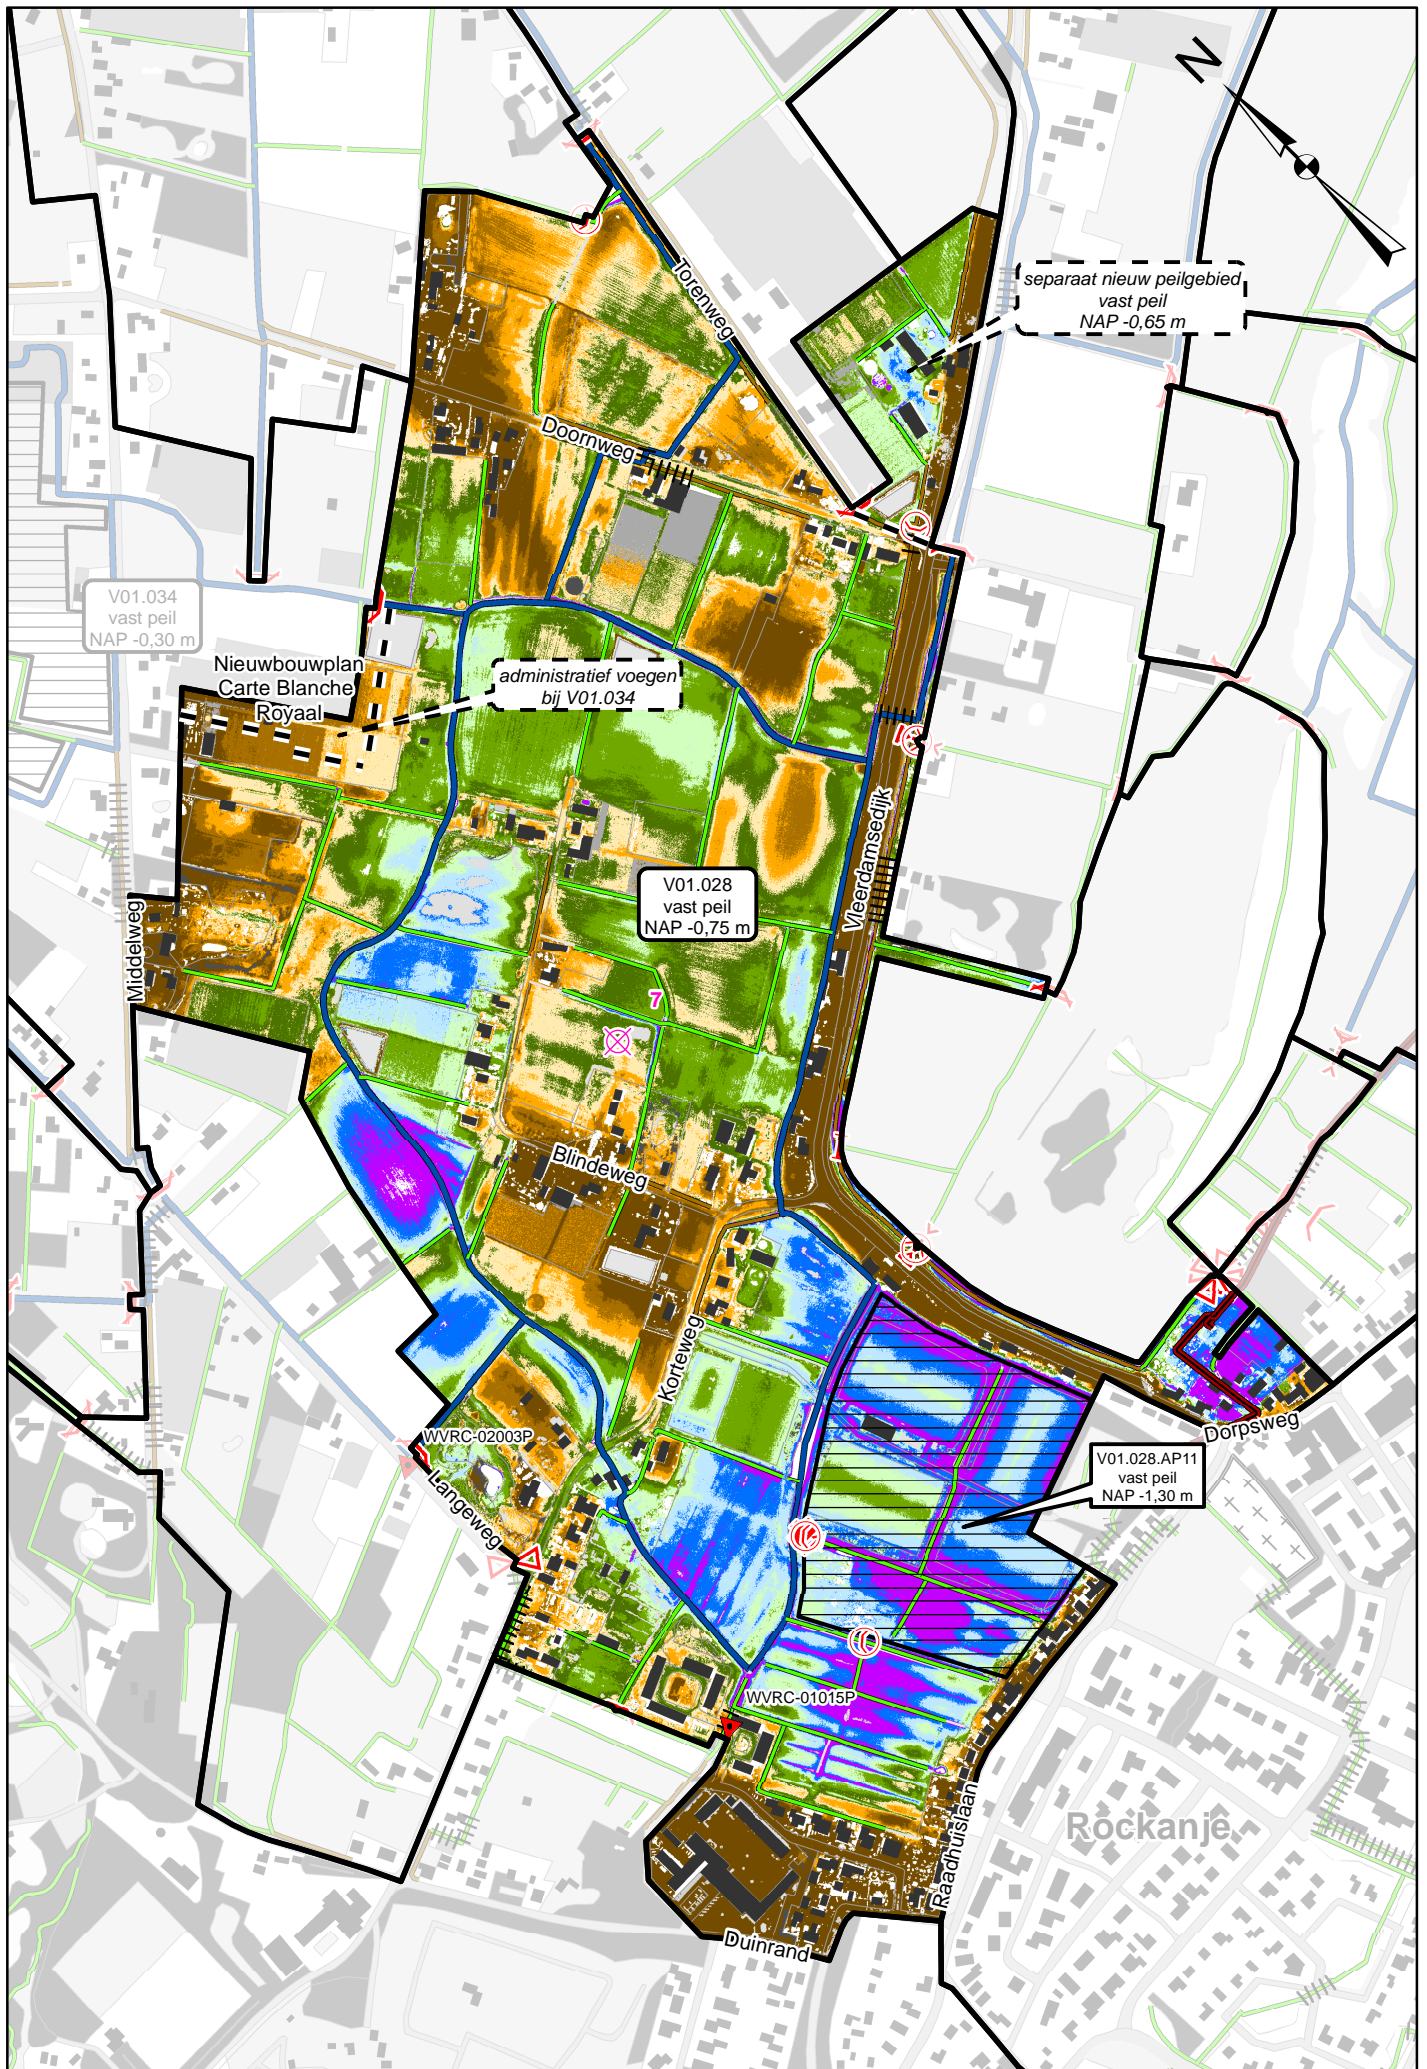 N
separaat nieuw peilgebied
vast peil
NAP -0,65 m
Torenweg
Doornweg
V01.034
vast peil
NAP -0,30 m
Nieuwbouwplan
Carte Blanche
Royaal
administratief voegen
bij V01.034
Vleerdamsedijk
V01.028
vast peil
NAP -0,75 m
Middelweg
7
Blindeweg
Korteweg
Dorpsweg
WVRC-02003P
V01.028.AP11
vast peil
NAP -1,30 m
Langeweg
WVRC-01015P
Rockanje
Raadhuislaan
Duinrand